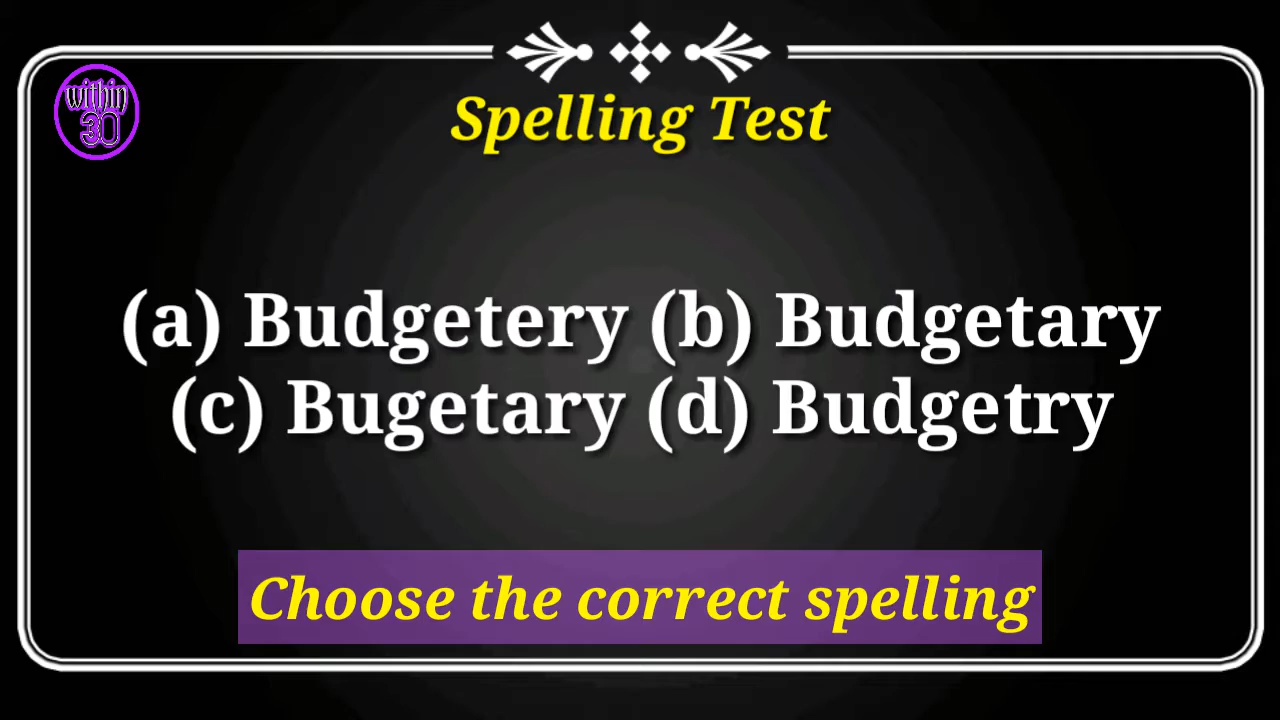 within
30
Spelling Test
(a) Budgetery (b) Budgetary
(c) Bugetary (d) Budgetry
Choose the correct spelling